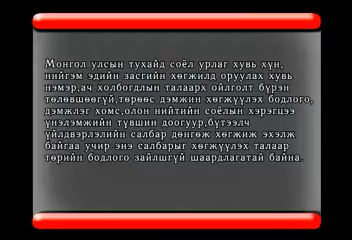 Монгол улсын тухайд соёл урлаг хувь хүн,
нийгэм эдийн засгийн хөгжилд оруулах хувь
нэмэр,ач холбогдлын талаарх ойлголт бүрэн
төлөвшөөгүй,төрөөс дэмжин хөгжүүлэх бодлого,
дэмжлэг хомс,олон нийтийн соёлын хэрэгцээ
үнэлэмжийн түвшин доогуур,бүтээлч
үйлдвэрлэлийн салбар дөнгөж хөгжиж эхэлж
байгаа учир энэ салбарыг хөгжүүлэх талаар
төрийн бодлого зайлшгүй шаардлагатай байна.